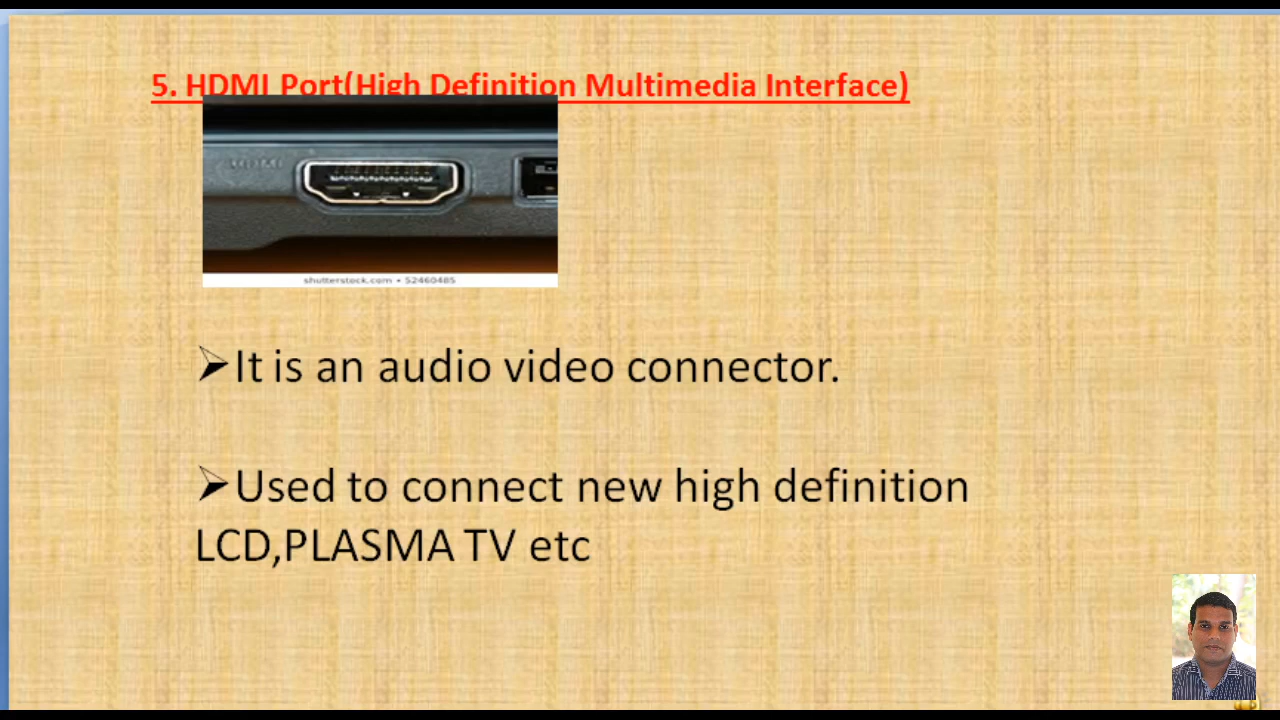 5. HDMI Port(High Definition Multimedia Interface)
shutterstock.com • 52460485
➢It is an audio video connector.
➢Used to connect new high definition
LCD,PLASMA TV etc